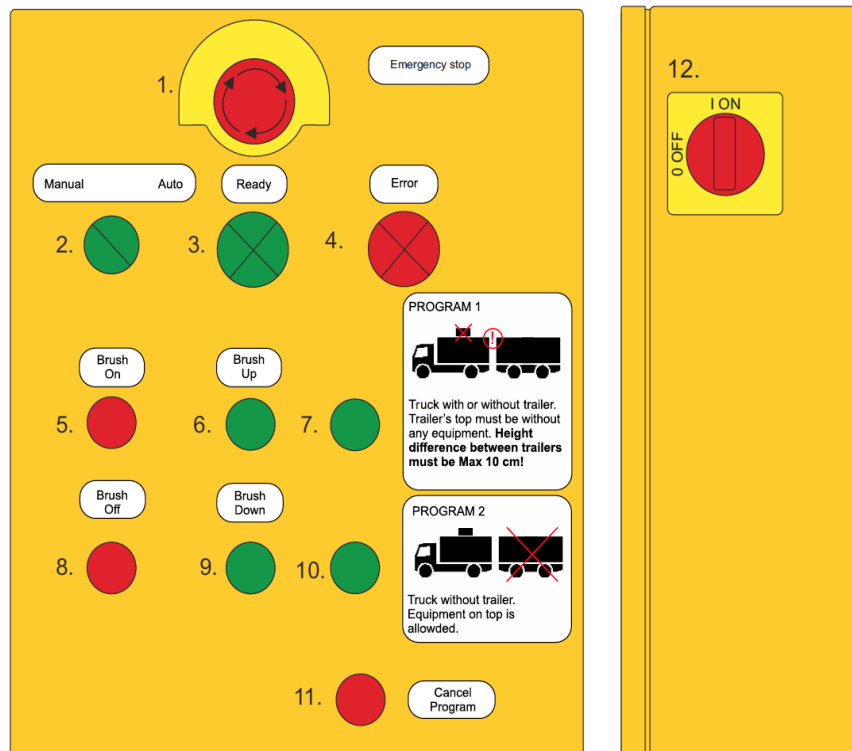 1.
Emergency stop
Manual Auto
Ready
Error
2.
3.
4.
PROGRAM 1
!
Truck with or without trailer.
Trailer's top must be without
any equipment. Height
difference between trailers
must be Max 10 cm!
Brush
On
Brush
Up
5.
6.
7.
Brush
Off
Brush
Down
PROGRAM 2
Truck without trailer.
Equipment on top is
allowded.
8.
9.
10.
11.
Cancel
Program
12.
I ON
0 OFF